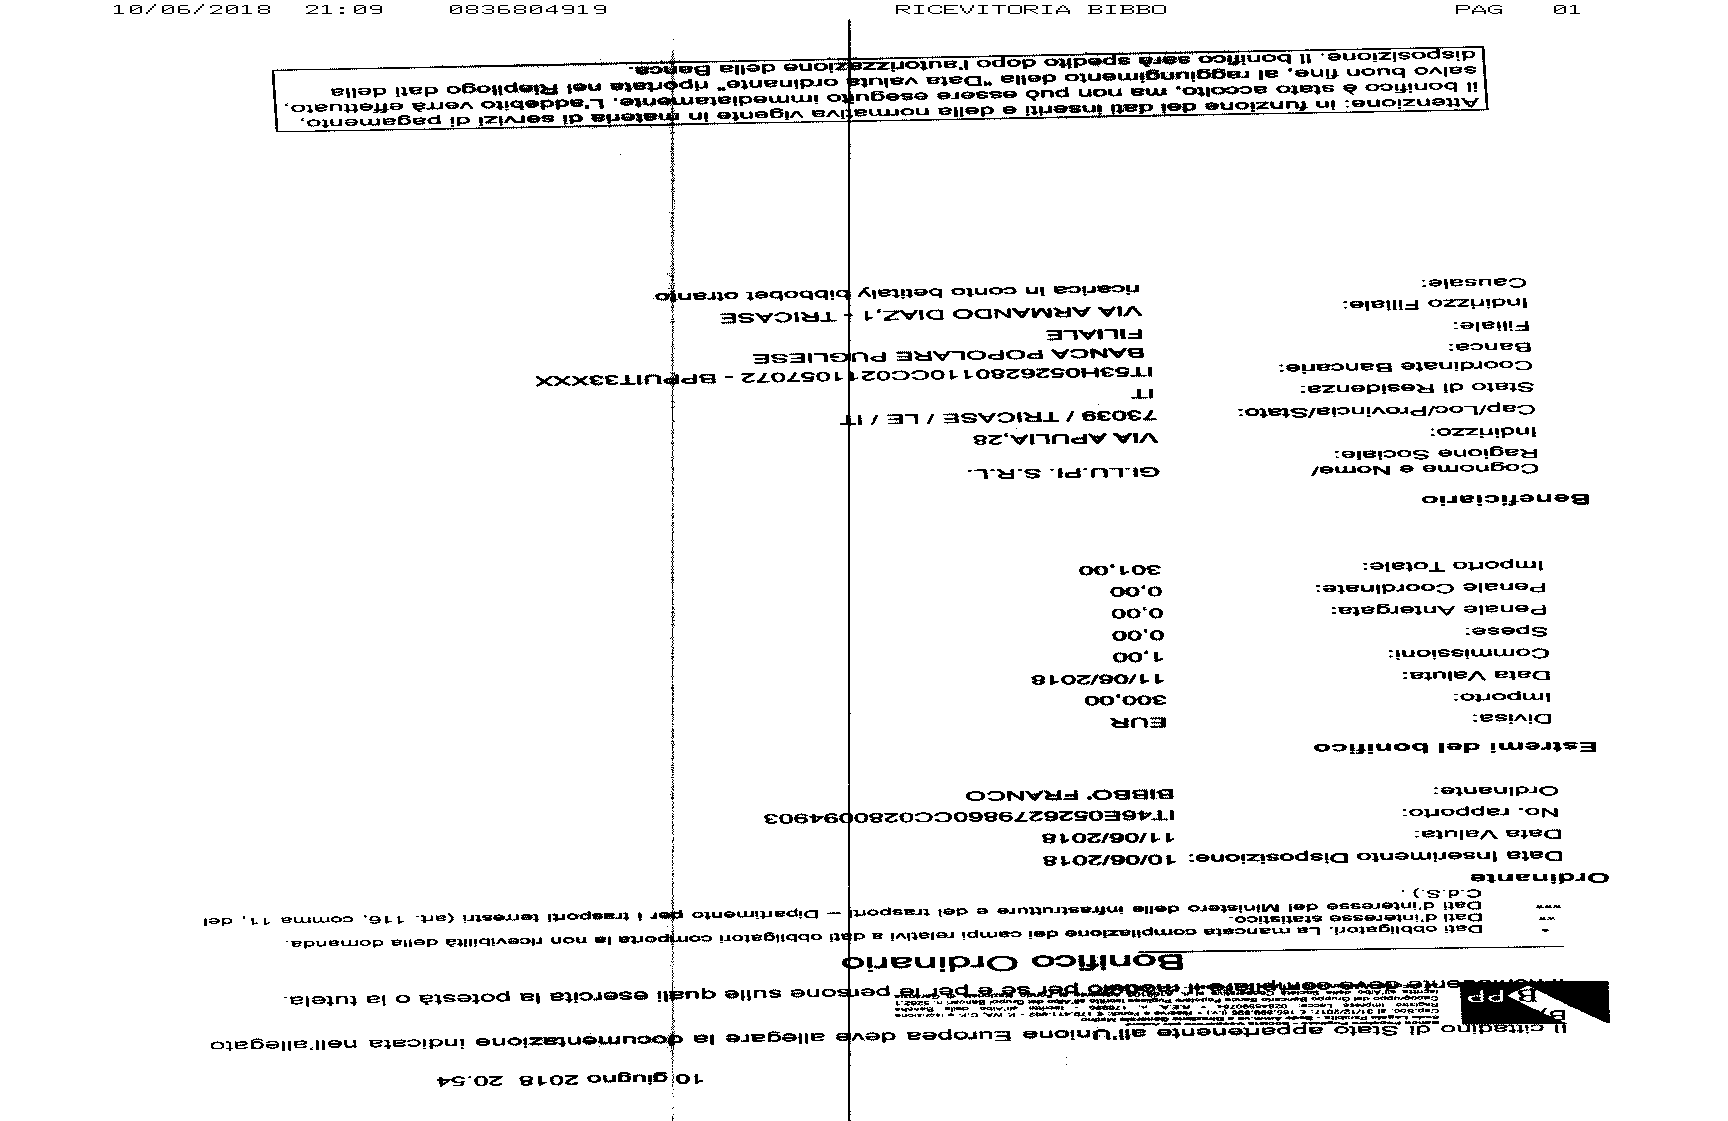 10/06/2018 21:09 0836804919 RICEVITORIA BIBBO PAG 01
10 giugno 2018 20.54
Il cittadino di Stato appartenente all'Unione Europea deve allegare la documentazione indicata nell'allegato
deve compilare il modulo per se e per le persone sulle quali esercita la potestà o la tutela.
Bonifico Ordinario
* Dati obbligatori. La mancata compilazione dei campi relativi a dati obbligatori comporta la non ricevibilità della domanda.
** Dati d'interesse statistico.
*** Dati d'interesse del Ministero delle infrastrutture e dei trasporti – Dipartimento per i trasporti terrestri (art. 116, comma 11, del
C.d.S.).
Ordinante
Data Inserimento Disposizione: 10/06/2018
Data Valuta: 11/06/2018
No. rapporto: IT46E0526279860CC0280094903
Ordinante: BIBBO' FRANCO
Estremi del bonifico
Divisa: EUR
Importo: 300,00
Data Valuta: 11/06/2018
Commissioni: 1,00
Spese: 0,00
Penale Antergata: 0,00
Penale Coordinate: 0,00
Importo Totale: 301,00
Beneficiario
Cognome e Nome/ GI.LU.PI. S.R.L.
Ragione Sociale:
Indirizzo: VIA APULIA,28
Cap/Loc/Provincia/Stato: 73039 / TRICASE / LE / IT
Stato di Residenza: IT
Coordinate Bancarie: IT53H0526280110CC0211057072 - BPPUIT33XXX
Banca: BANCA POPOLARE PUGLIESE
Filiale: FILIALE
Indirizzo Filiale: VIA ARMANDO DIAZ,1 - TRICASE
Causale: ricarica in conto betitaly bibbobet otranto
Attenzione: in funzione dei dati inseriti e della normativa vigente in materia di servizi di pagamento,
il bonifico è stato accolto, ma non può essere eseguito immediatamente. L'addebito verrà effettuato,
salvo buon fine, al raggiungimento della "Data valuta ordinante" riportata nel Riepilogo dati della
disposizione. Il bonifico sarà spedito dopo l'autorizzazione della Banca.